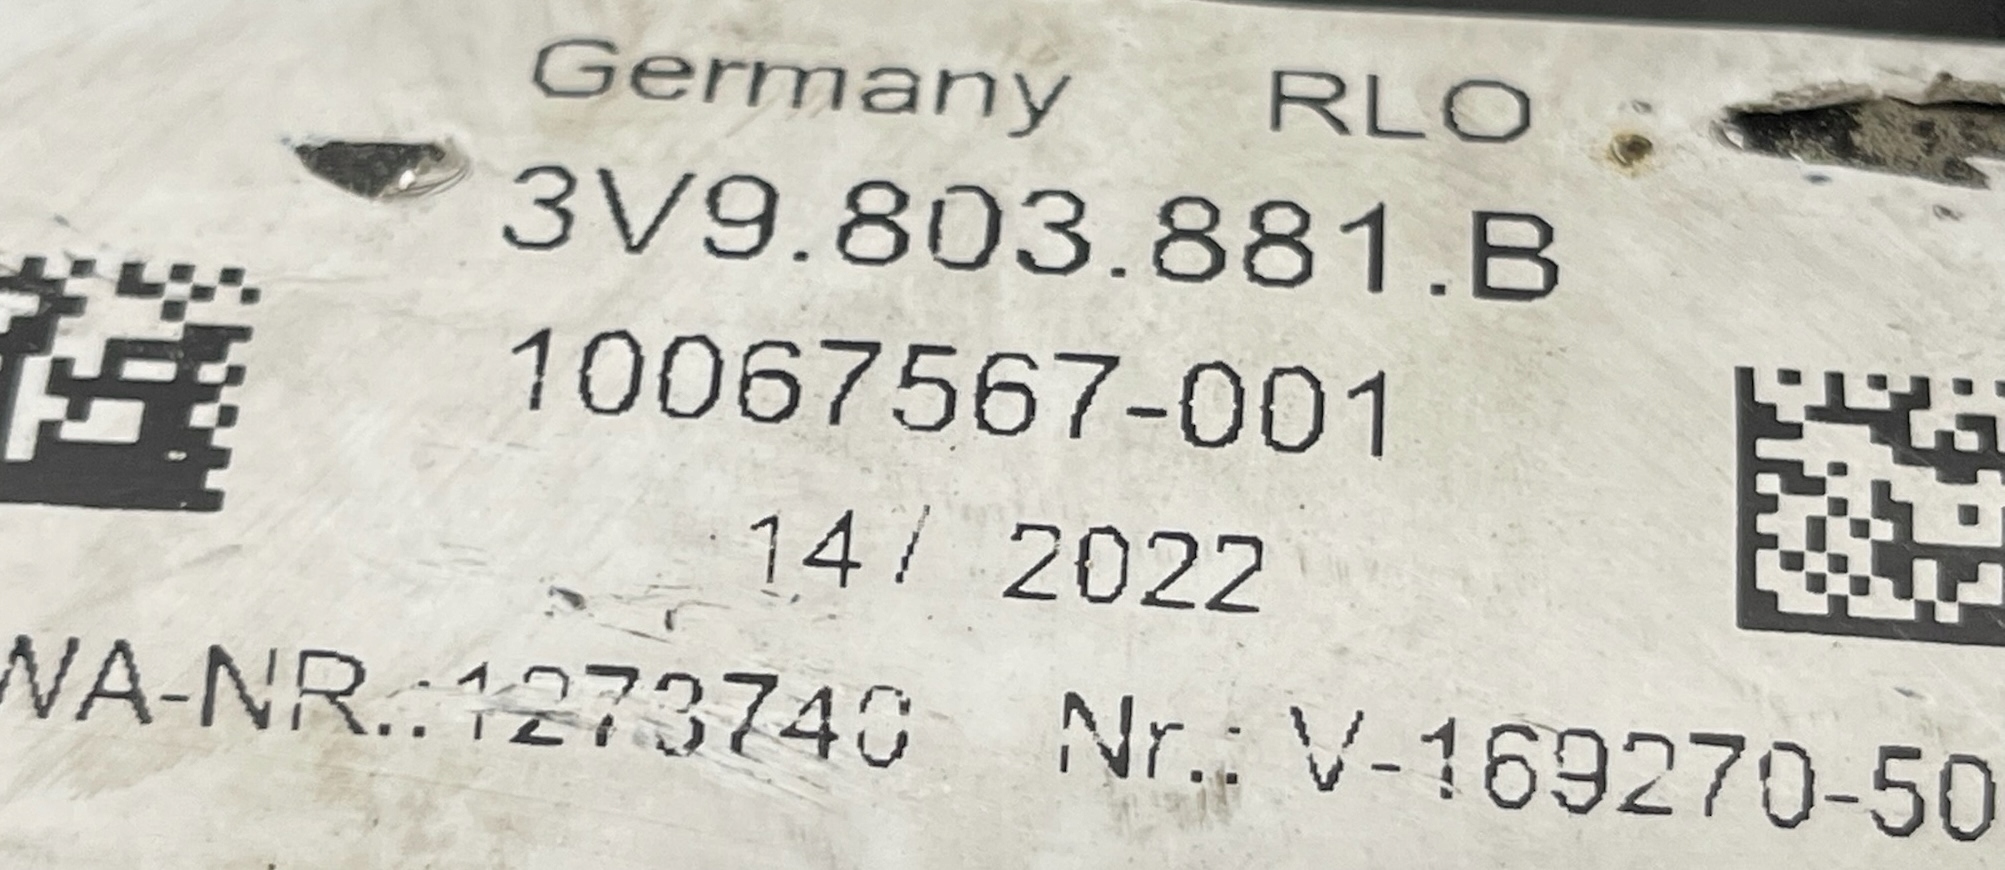 Germany RLO
3V9.803.881.B
10067567-001
14/ 2022
WA-NR.:1273740 Nr.: V-169270-50